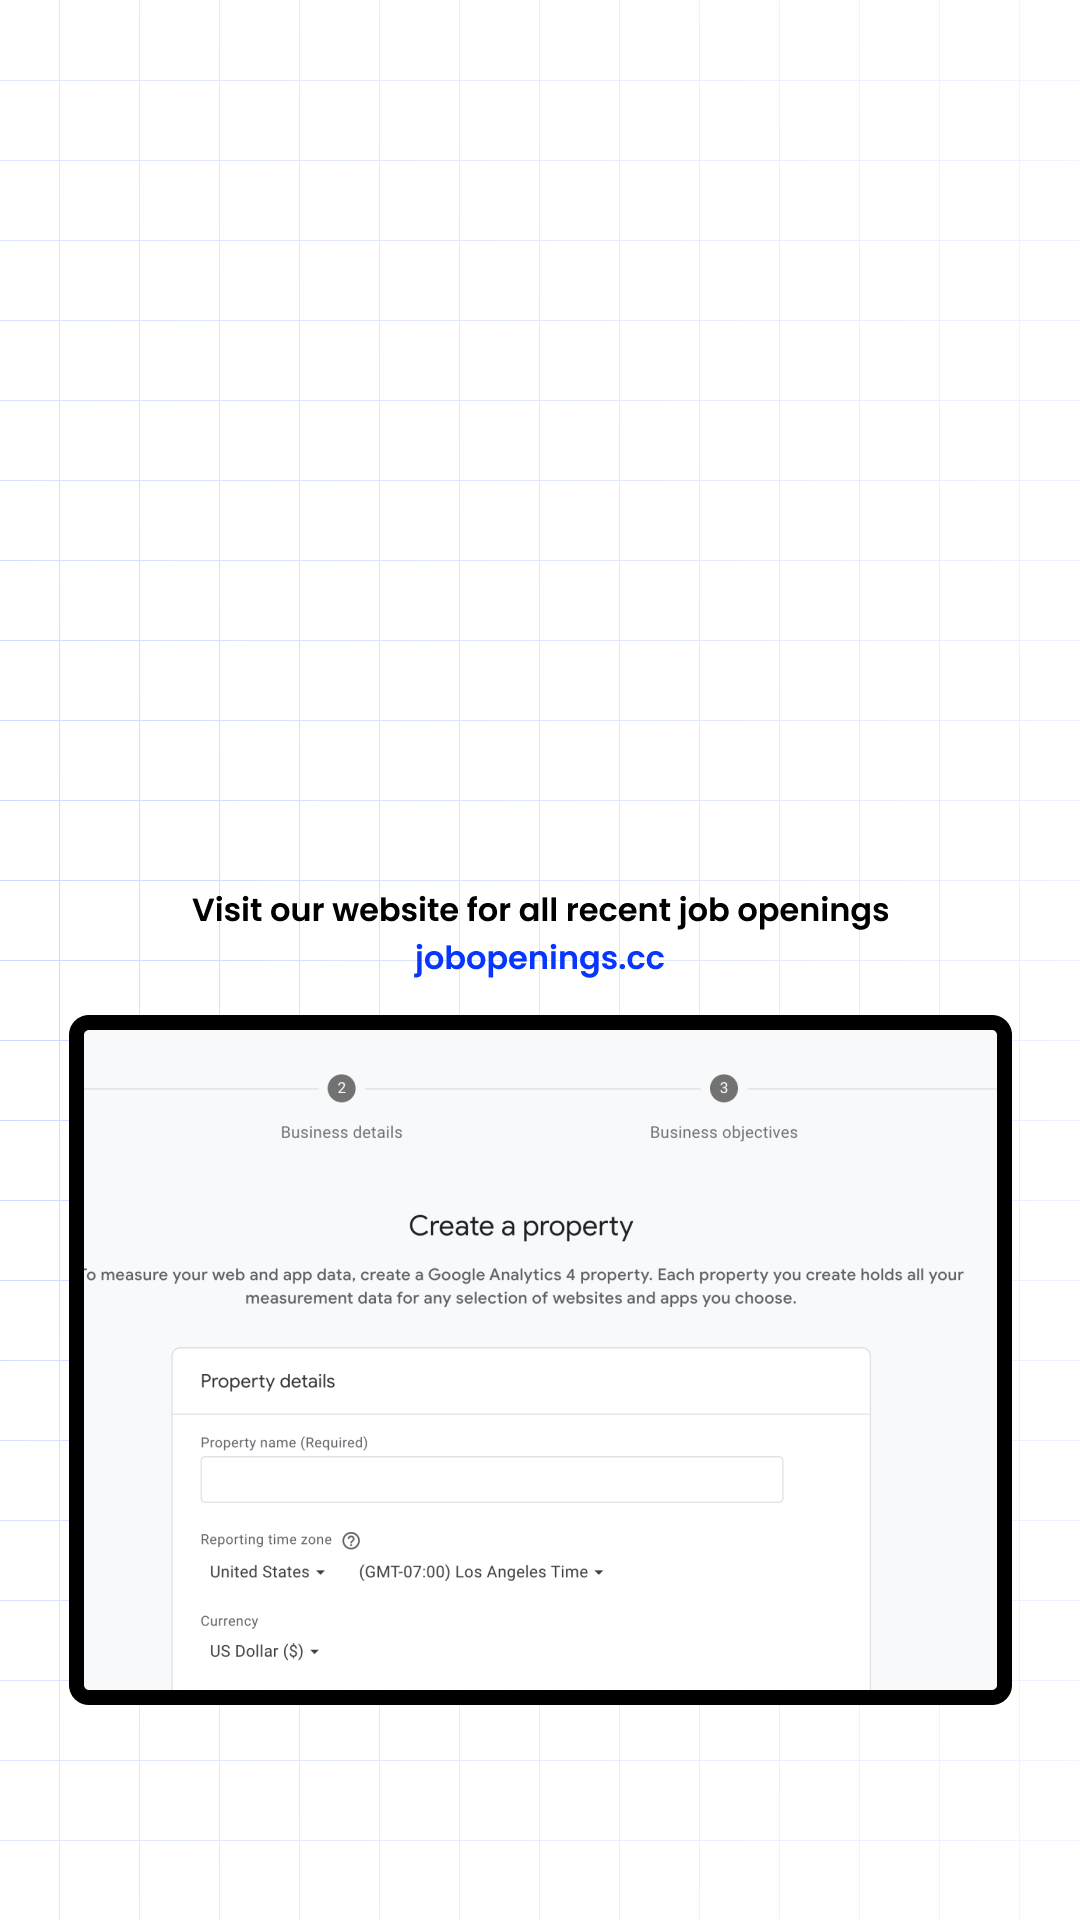 Visit our website for all recent job openings
jobopenings.cc
2
3
Business details
Business objectives
Create a property
To measure your web and app data, create a Google Analytics 4 property. Each property you create holds all your
measurement data for any selection of websites and apps you choose.
Property details
Property name (Required)
Reporting time zone ?
United States
(GMT-07:00) Los Angeles Time
Currency
US Dollar ($)